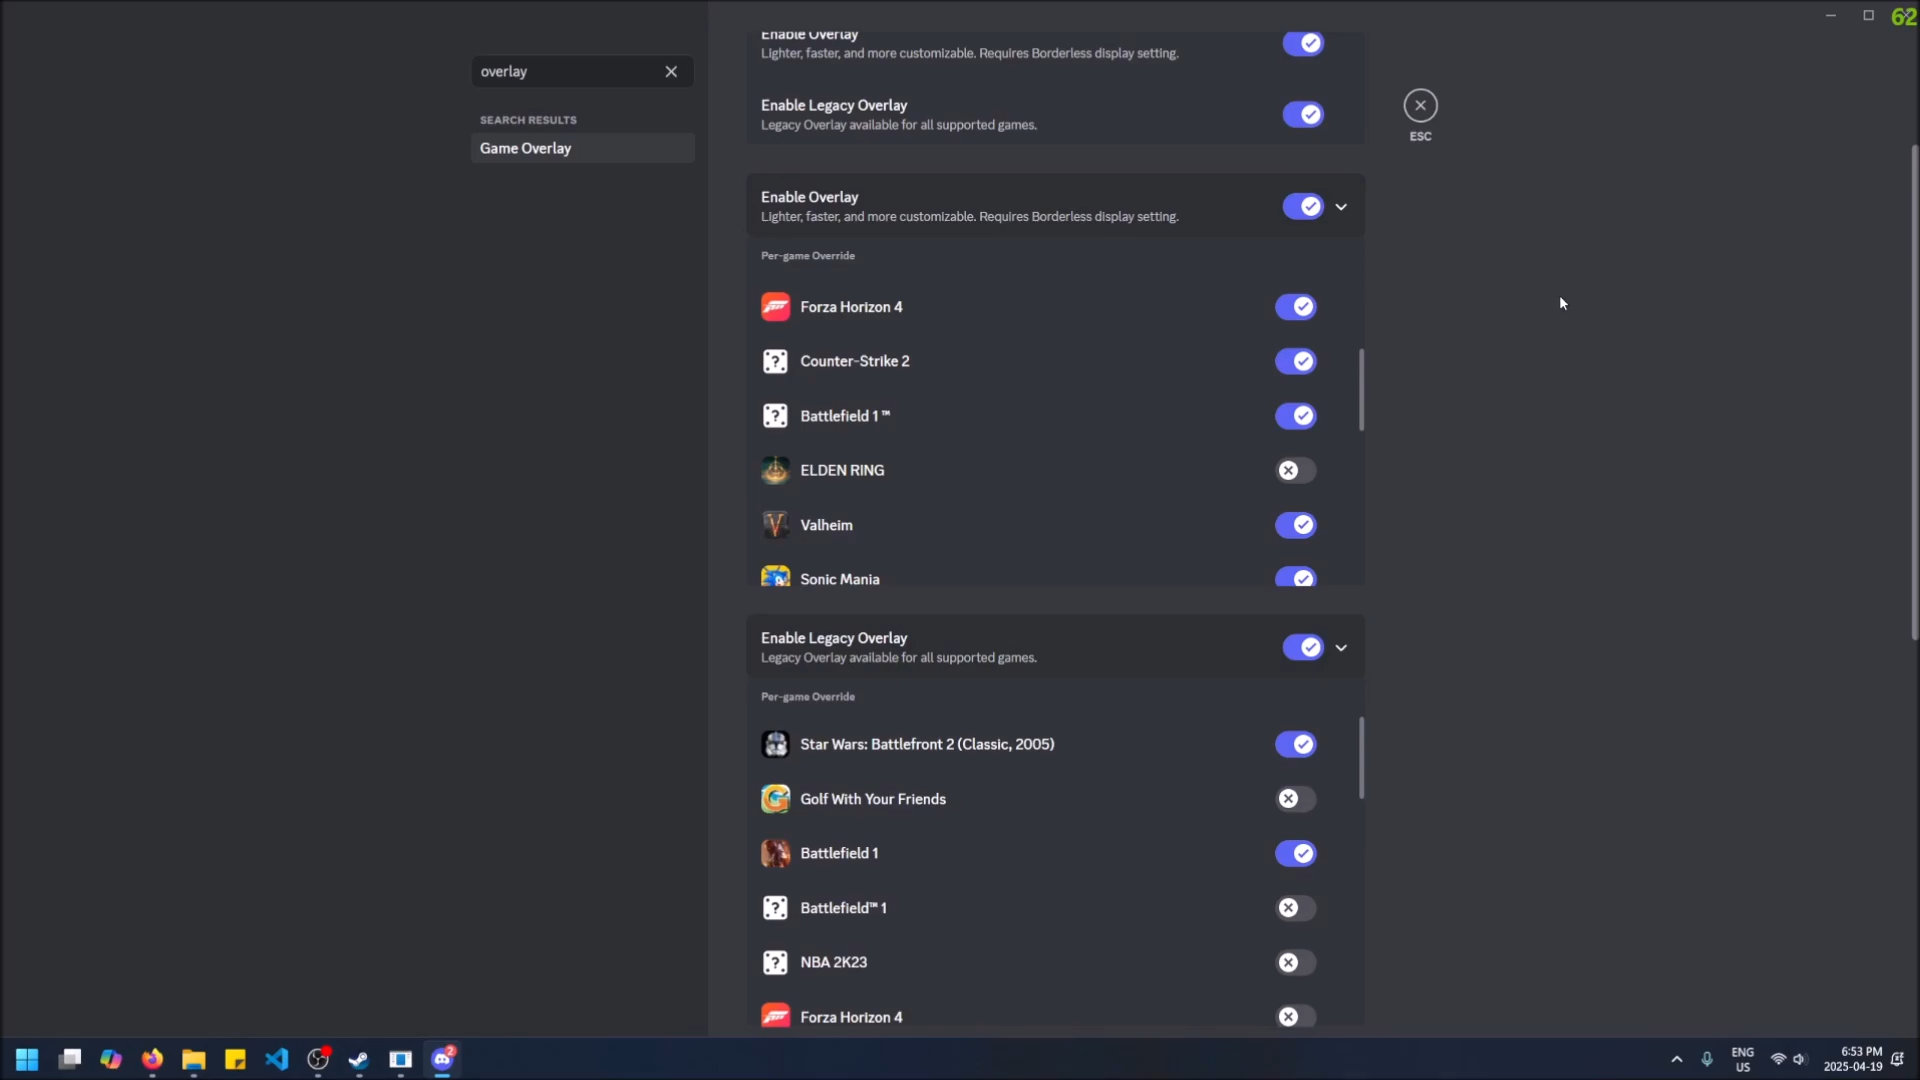 62
overlay
SEARCH RESULTS
Game Overlay
Enable Overlay
Lighter, faster, and more customizable. Requires Borderless display setting.
Enable Legacy Overlay
Legacy Overlay available for all supported games.
ESC
Enable Overlay
Lighter, faster, and more customizable. Requires Borderless display setting.
Per-game Override
Forza Horizon 4
Counter-Strike 2
Battlefield 1 ™
ELDEN RING
Valheim
Sonic Mania
Enable Legacy Overlay
Legacy Overlay available for all supported games.
Per-game Override
Star Wars: Battlefront 2 (Classic, 2005)
Golf With Your Friends
Battlefield 1
Battlefield™ 1
NBA 2K23
Forza Horizon 4
2
ENG
US
6:53 PM
2025-04-19